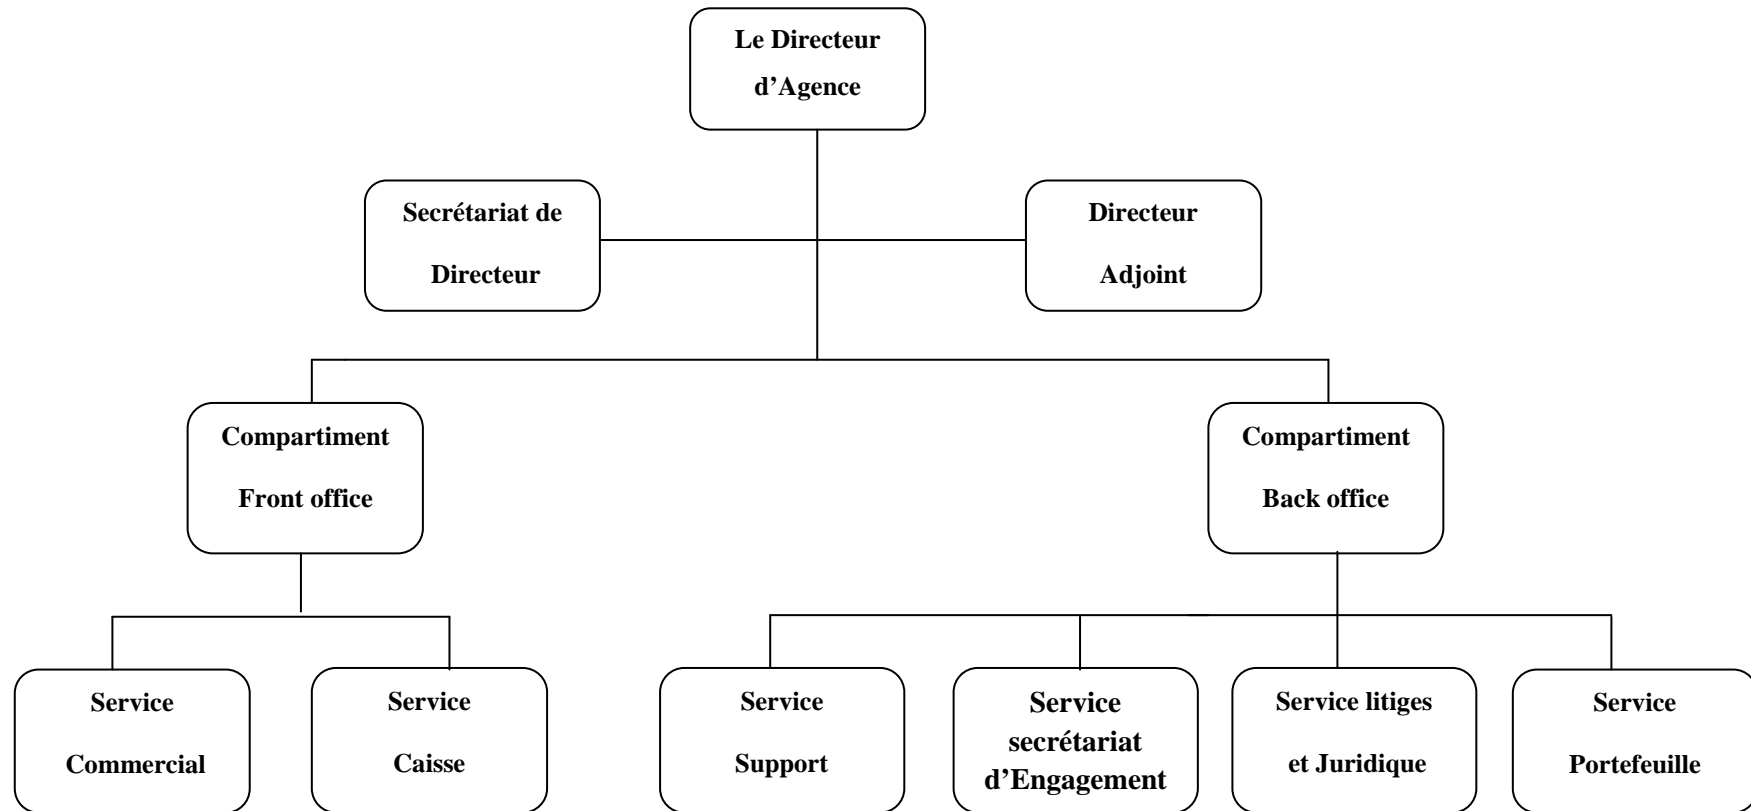 Le Directeur
d’Agence
Secrétariat de
Directeur
Directeur
Adjoint
Compartiment
Front office
Compartiment
Back office
Service
Commercial
Service
Caisse
Service
Support
Service
secrétariat
d’Engagement
Service litiges
et Juridique
Service
Portefeuille